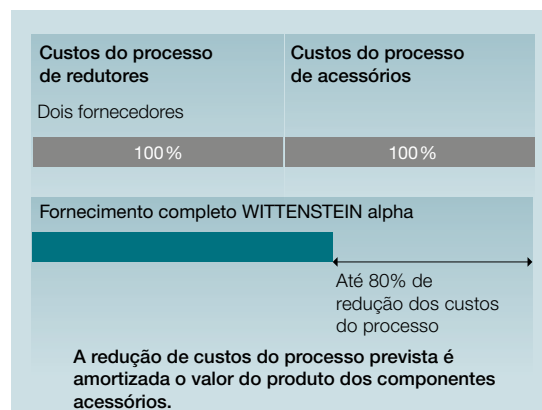 Custos do processo
de redutores
Custos do processo
de acessórios
Dois fornecedores
100%
100%
Fornecimento completo WITTENSTEIN alpha
Até 80% de
redução dos custos
do processo
A redução de custos do processo prevista é
amortizada o valor do produto dos componentes
acessórios.